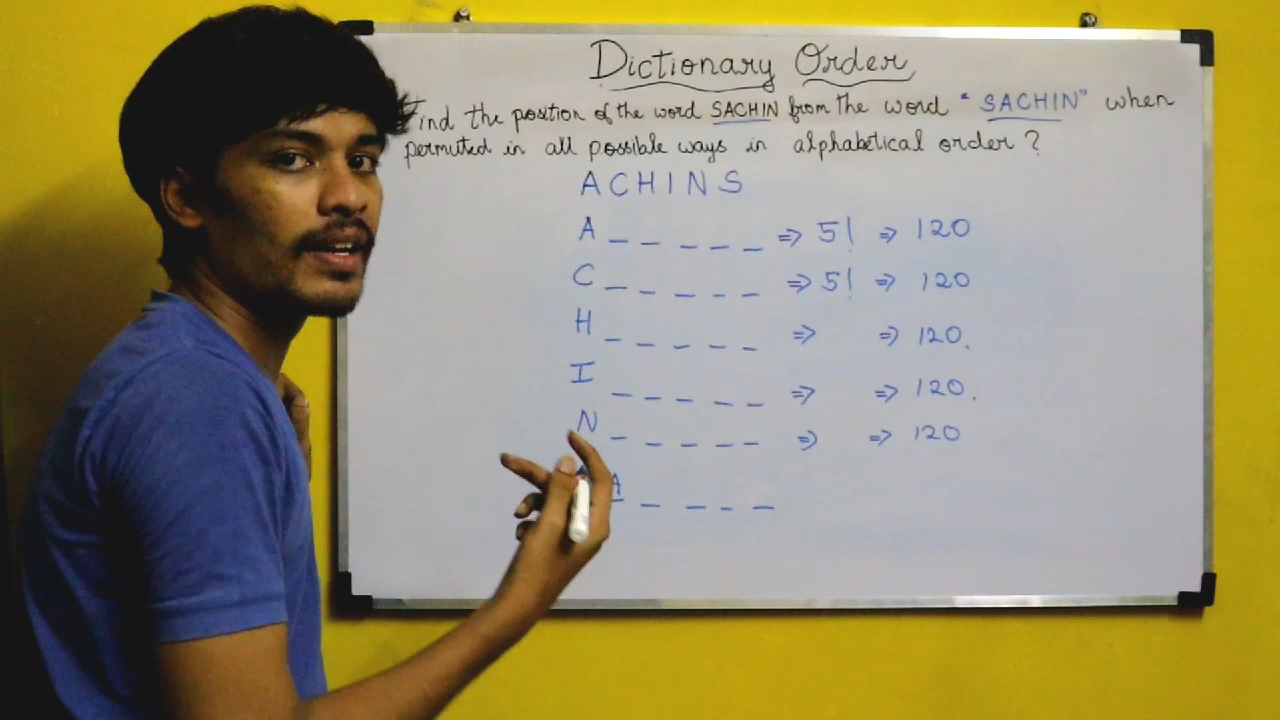 Dictionary Order
Find the position of the word SACHIN from the word "SACHIN" when
permuted in all possible ways in alphabetical order?
ACHINS
A _ _ _ _ _ => 5! => 120
C _ _ _ _ _ => 5! => 120
H _ _ _ _ _ => => 120.
I _ _ _ _ _ => => 120.
N _ _ _ _ _ => => 120
A _ _ _ _